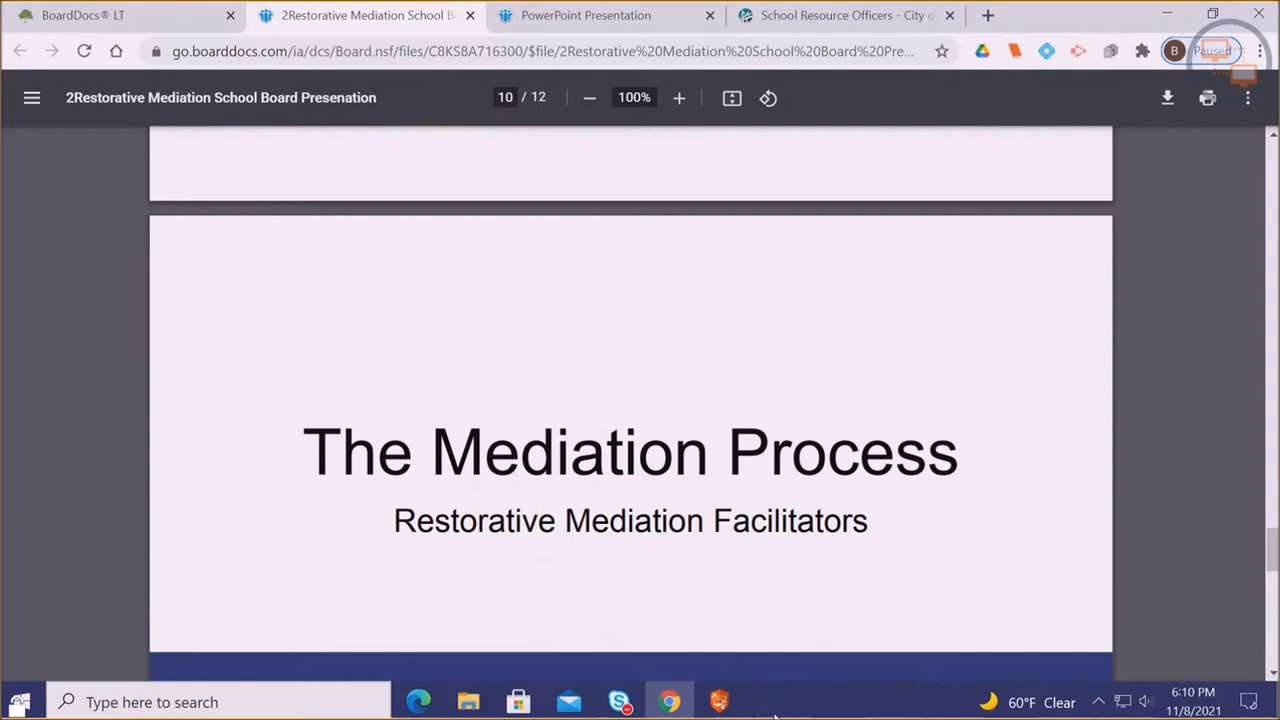 BoardDocs® LT
2Restorative Mediation School B
PowerPoint Presentation
School Resource Officers - City o
go.boarddocs.com/ia/dcs/Board.nsf/files/C8KS8A716330/$file/2Restorative%20Mediation%20School%20Board%20Pre...
B
Paused
2Restorative Mediation School Board Presenation
10 / 12
100%
The Mediation Process
Restorative Mediation Facilitators
Type here to search
60°F Clear
6:10 PM
11/8/2021